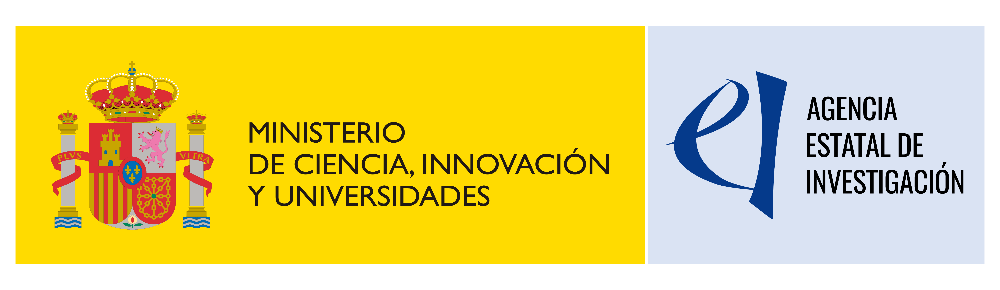 PLVS VLTRA
MINISTERIO
DE CIENCIA, INNOVACIÓN
Y UNIVERSIDADES
AGENCIA
ESTATAL DE
INVESTIGACIÓN